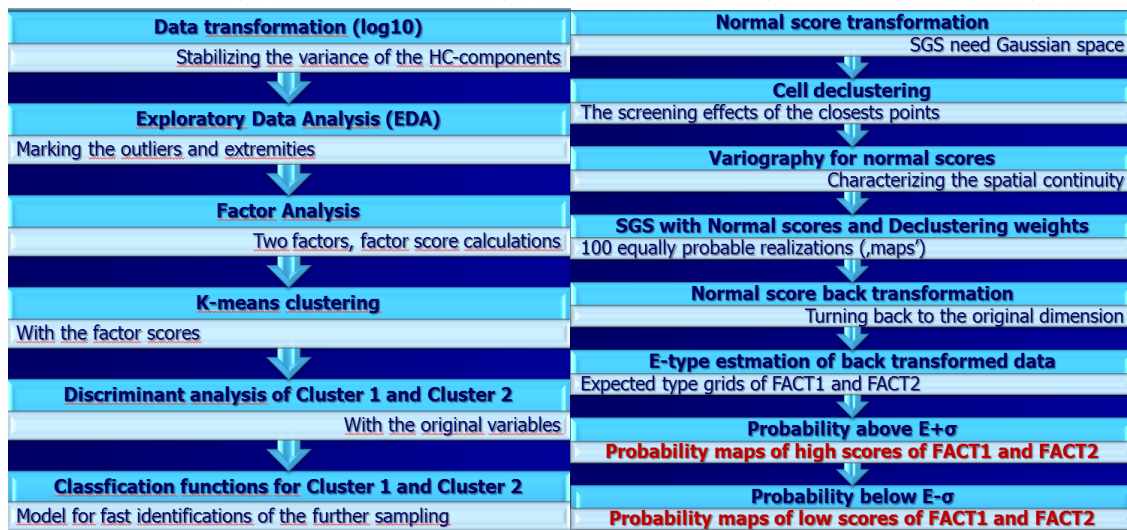 Data transformation (log10)
Stabilizing the variance of the HC-components
Exploratory Data Analysis (EDA)
Marking the outliers and extremities
Factor Analysis
Two factors, factor score calculations
K-means clustering
With the factor scores
Discriminant analysis of Cluster 1 and Cluster 2
With the original variables
Classfication functions for Cluster 1 and Cluster 2
Model for fast identifications of the further sampling
Normal score transformation
SGS need Gaussian space
Cell declustering
The screening effects of the closests points
Variography for normal scores
Characterizing the spatial continuity
SGS with Normal scores and Declustering weights
100 equally probable realizations (‚maps’)
Normal score back transformation
Turning back to the original dimension
E-type estmation of back transformed data
Expected type grids of FACT1 and FACT2
Probability above E+σ
Probability maps of high scores of FACT1 and FACT2
Probability below E-σ
Probability maps of low scores of FACT1 and FACT2